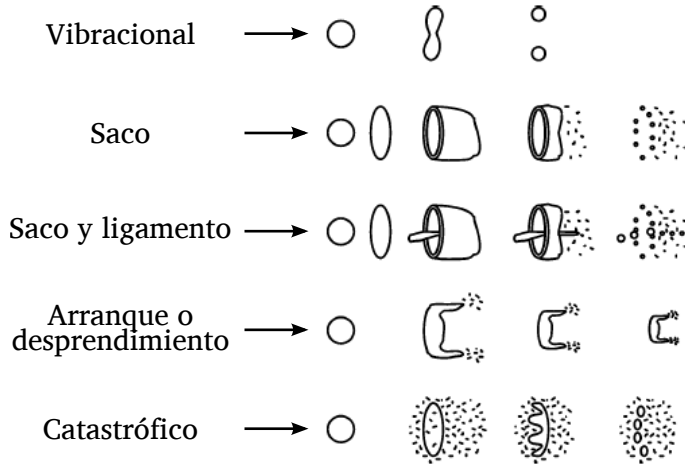 Vibracional
Saco
Saco y ligamento
Arranque o
desprendimiento
Catastrófico